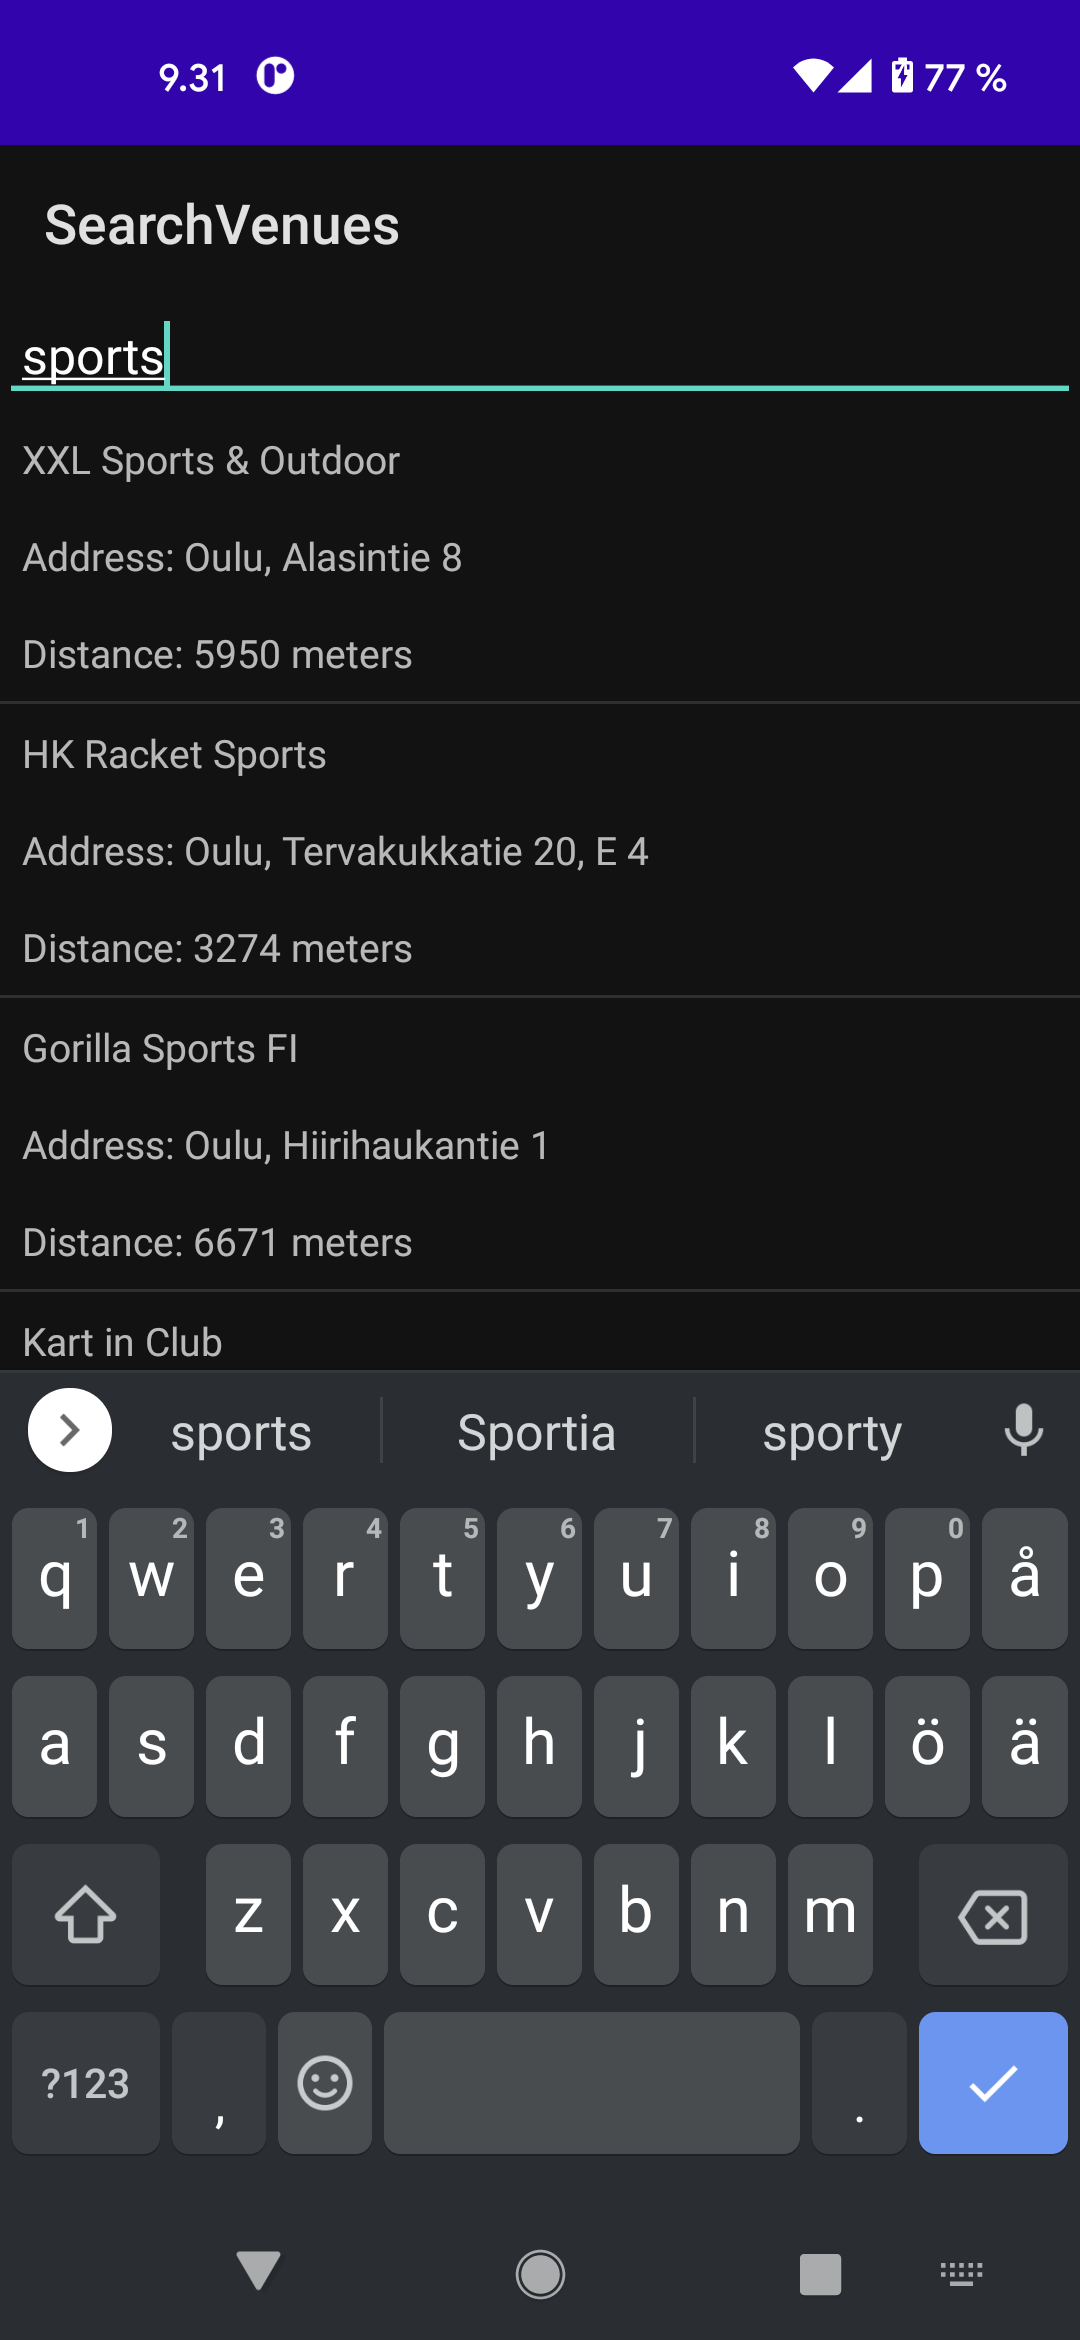 9.31 77 %
SearchVenues
sports
XXL Sports & Outdoor
Address: Oulu, Alasintie 8
Distance: 5950 meters
HK Racket Sports
Address: Oulu, Tervakukkatie 20, E 4
Distance: 3274 meters
Gorilla Sports FI
Address: Oulu, Hiirihaukantie 1
Distance: 6671 meters
Kart in Club
sports Sportia sporty
1 2 3 4 5 6 7 8 9 0
q w e r t y u i o p å
a s d f g h j k l ö ä
z x c v b n m
?123 , .